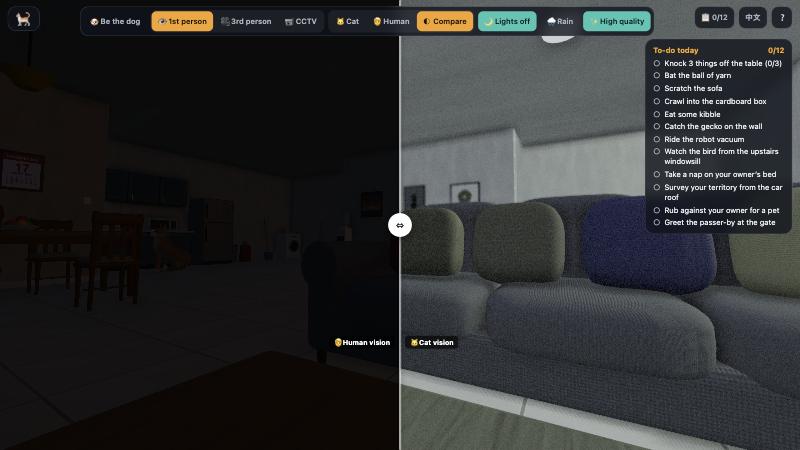 Be the dog
1st person
3rd person
CCTV
Cat
Human
Compare
Lights off
Rain
High quality
0/12
中文
?
To-do today 0/12
Knock 3 things off the table (0/3)
Bat the ball of yarn
Scratch the sofa
Crawl into the cardboard box
Eat some kibble
Catch the gecko on the wall
Ride the robot vacuum
Watch the bird from the upstairs
windowsill
Take a nap on your owner's bed
Survey your territory from the car
roof
Rub against your owner for a pet
Greet the passer-by at the gate
17
Human vision
Cat vision